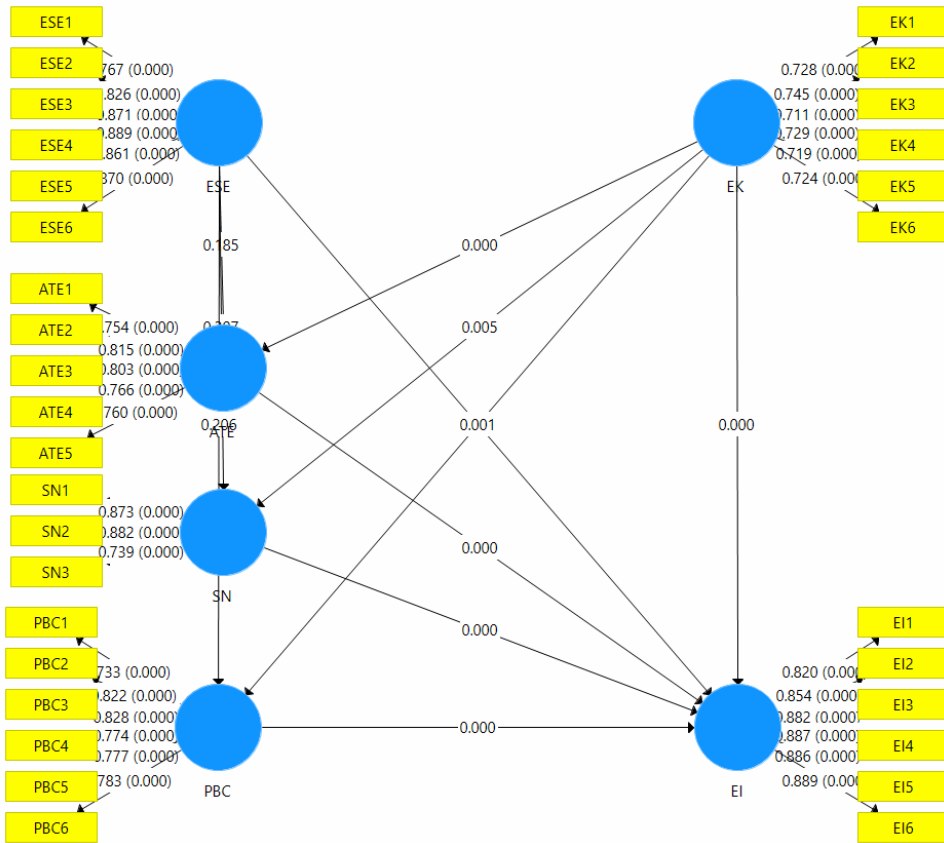 ESE1
ESE2
ESE3
ESE4
ESE5
ESE6
.767 (0.000)
.826 (0.000)
.871 (0.000)
0.889 (0.000)
.861 (0.000)
(0.000)
ESE
EK1
EK2
EK3
EK4
EK5
EK6
0.728 (0.000
0.745 (0.000)
0.711 (0.000)
0.729 (0.000)
0.719 (0.000)
0.724 (0.000
EK
0.185
0.000
0.005
ATE1
ATE2
ATE3
ATE4
ATE5
.754 (0.000)
0.815 (0.000)
0.803 (0.000)
0.766 (0.000)
760 (0.000)
ATE
0.206
0.001
0.000
SN1
SN2
SN3
0.873 (0.000)
0.882 (0.000)
0.739 (0.000)
SN
0.000
0.000
PBC1
PBC2
PBC3
PBC4
PBC5
PBC6
733 (0.000)
0.822 (0.000)
0.828 (0.000)
0.774 (0.000)
0.777 (0.000)
783 (0.000)
PBC
0.000
EI1
EI2
EI3
EI4
EI5
EI6
0.820 (0.000
0.854 (0.000)
0.882 (0.000)
0.887 (0.000)
0.886 (0.000)
0.889 (0.000
EI